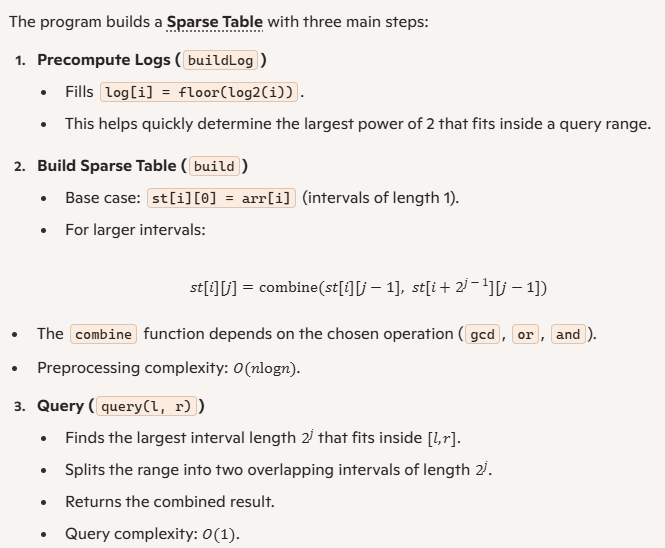 The program builds a Sparse Table with three main steps:
1. Precompute Logs ( buildLog )
• Fills log[i] = floor(log2(i)) .
• This helps quickly determine the largest power of 2 that fits inside a query range.
2. Build Sparse Table ( build )
• Base case: st[i][0] = arr[i] (intervals of length 1).
• For larger intervals:
st[i][j] = combine(st[i][j − 1], st[i + 2^{j − 1}][j − 1])
• The combine function depends on the chosen operation ( gcd , or , and ).
• Preprocessing complexity: O(nlogn).
3. Query ( query(l, r) )
• Finds the largest interval length 2^j that fits inside [l,r].
• Splits the range into two overlapping intervals of length 2^j.
• Returns the combined result.
• Query complexity: O(1).